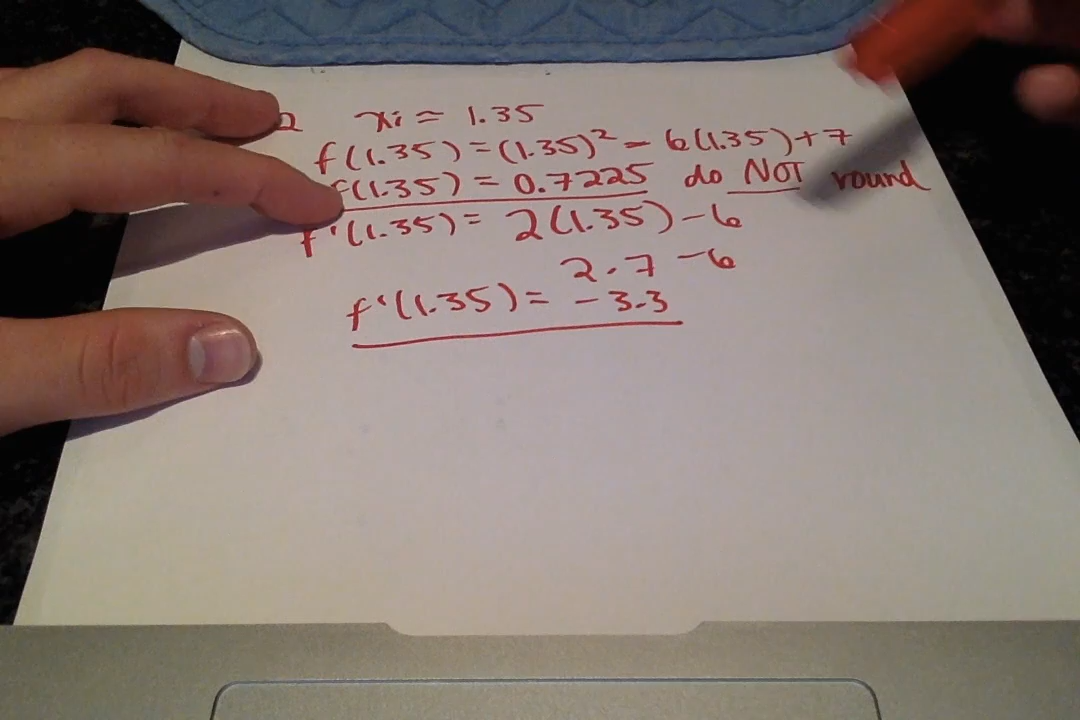 2 xi = 1.35
f(1.35) = (1.35)² - 6(1.35)+7
f(1.35) = 0.7225 do NOT round
f'(1.35) = 2(1.35) - 6
2.7 - 6
f'(1.35) = -3.3